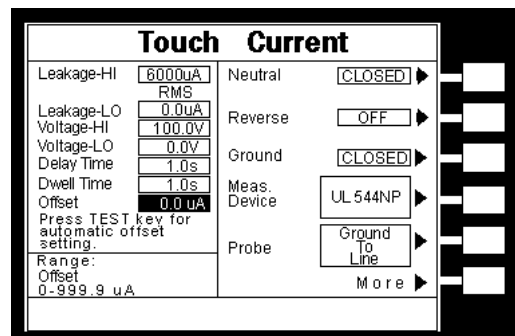 Touch Current
Leakage-HI 6000uA
RMS
Leakage-LO 0.0uA
Voltage-HI 100.0V
Voltage-LO 0.0V
Delay Time 1.0s
Dwell Time 1.0s
Offset 0.0 uA
Press TEST key for
automatic offset
setting.
Range:
Offset
0-999.9 uA
Neutral CLOSED
Reverse OFF
Ground CLOSED
Meas.
Device UL544NP
Probe Ground
To
Line
More